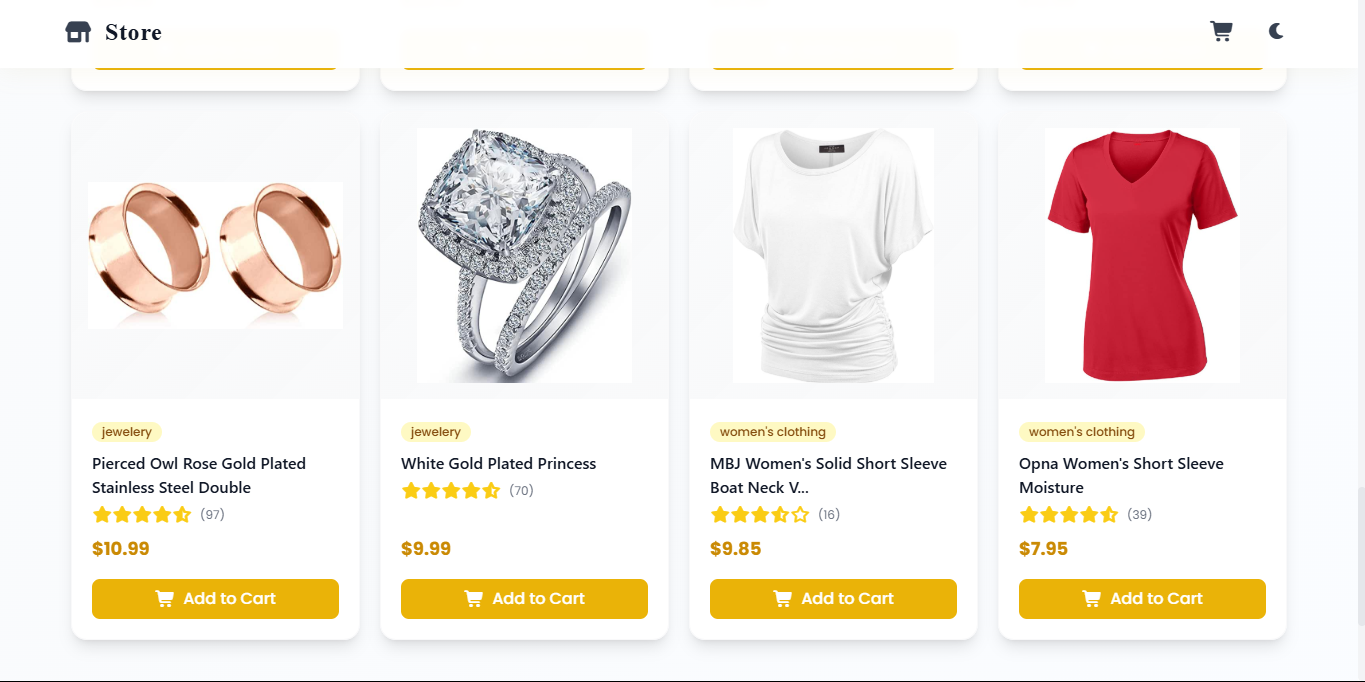 Store
jewelery
Pierced Owl Rose Gold Plated
Stainless Steel Double
(97)
$10.99
Add to Cart
jewelery
White Gold Plated Princess
(70)
$9.99
Add to Cart
women's clothing
MBJ Women's Solid Short Sleeve
Boat Neck V...
(16)
$9.85
Add to Cart
women's clothing
Opna Women's Short Sleeve
Moisture
(39)
$7.95
Add to Cart